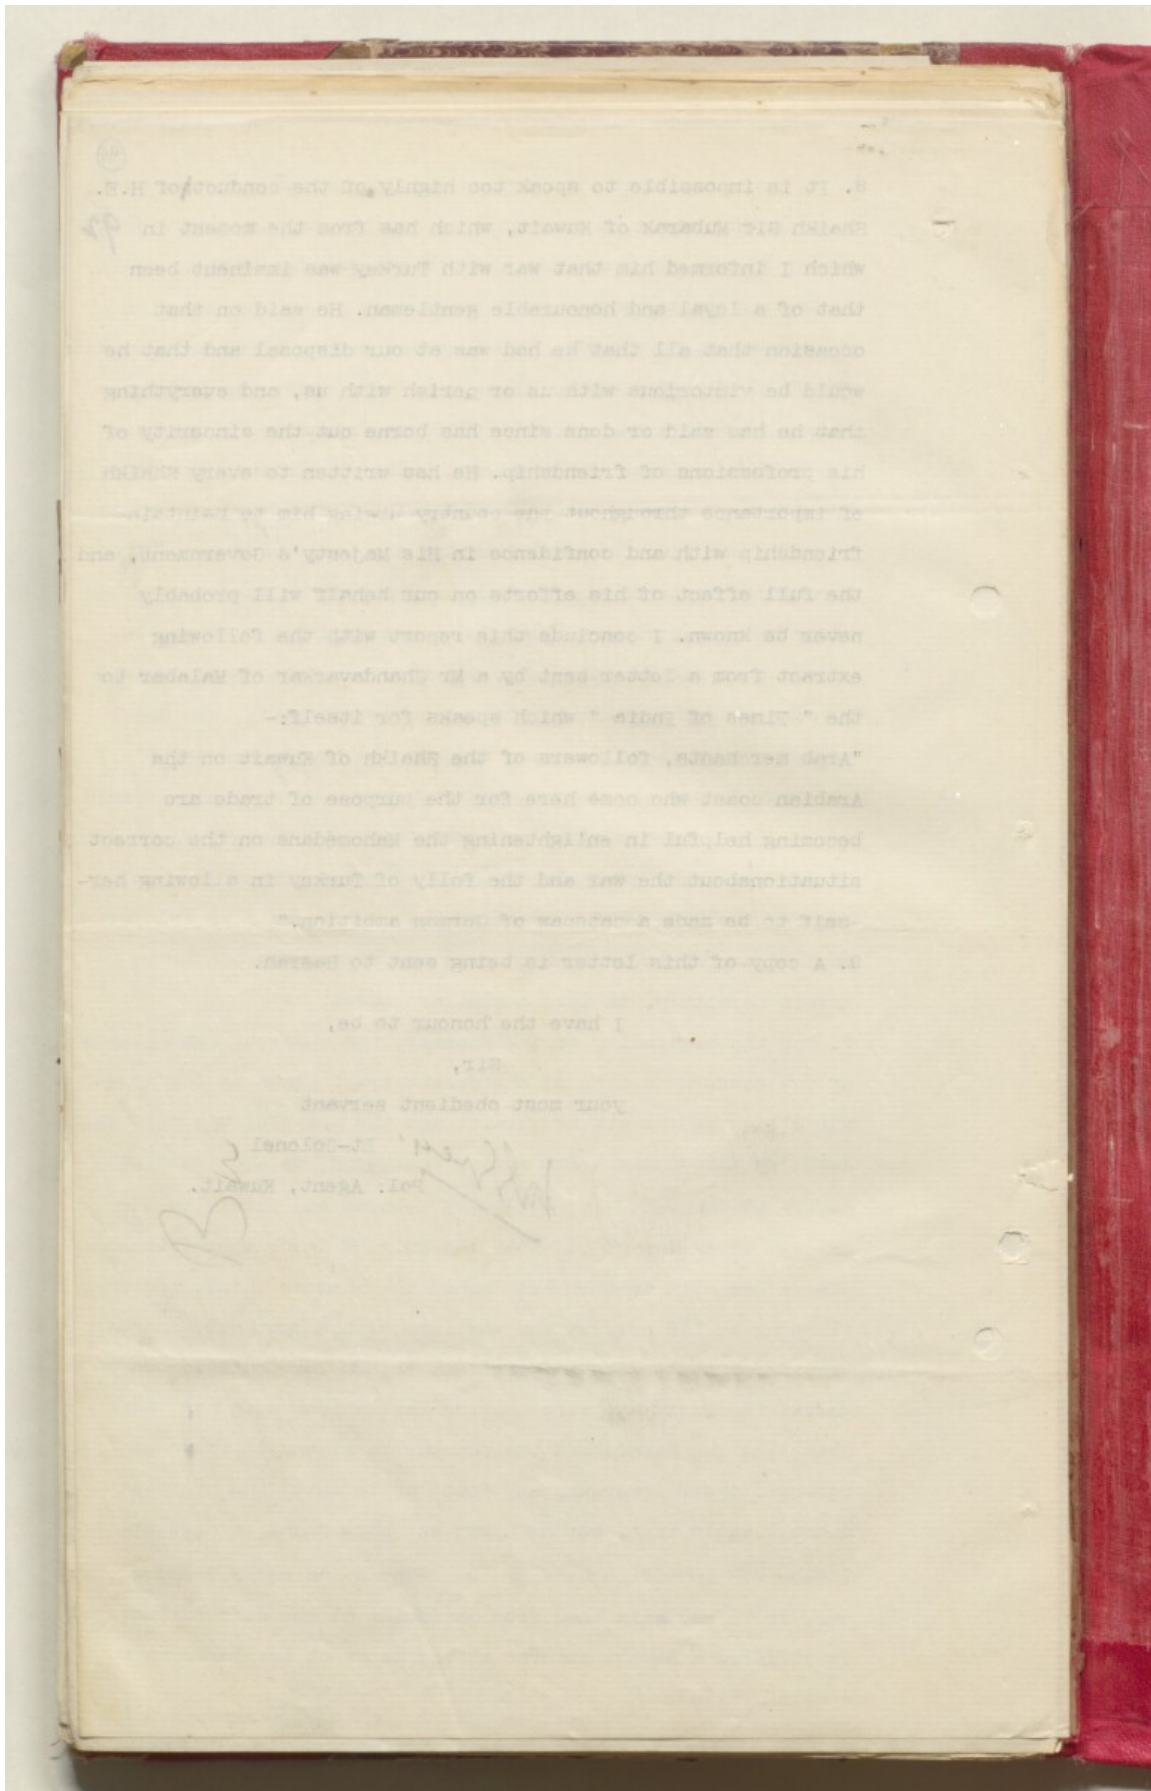 8. It is impossible to speak too highly of the conduct of H.E.
Shaikh Sir Mubarak of Kuwait, which has from the moment in
92
which I informed him that war with Turkey was imminent been
that of a loyal and honourable gentleman. He said on that
occasion that all that he had was at our disposal and that he
would be victorious with us or perish with us, and everything
that he has said or done since has borne out the sincerity of
his professions of friendship. He has written to every Shaikh
of importance throughout the country urging him to maintain
friendship with and confidence in His Majesty's Government, and
the full effect of his efforts on our behalf will probably
never be known. I conclude this report with the following
extract from a letter sent by a Mr Chandavarkar of Malabar to
the " Times of India " which speaks for itself:-
"Arab merchants, followers of the Shaikh of Kuwait on the
Arabian coast who come here for the purpose of trade are
becoming helpful in enlightening the Mahomedans on the correct
situationabout the war and the folly of Turkey in allowing her-
-self to be made a catspaw of German ambition."
9. A copy of this letter is being sent to Basrah.
I have the honour to be,
Sir,
your most obedient servant
Lt-Colonel
Pol. Agent, Kuwait.